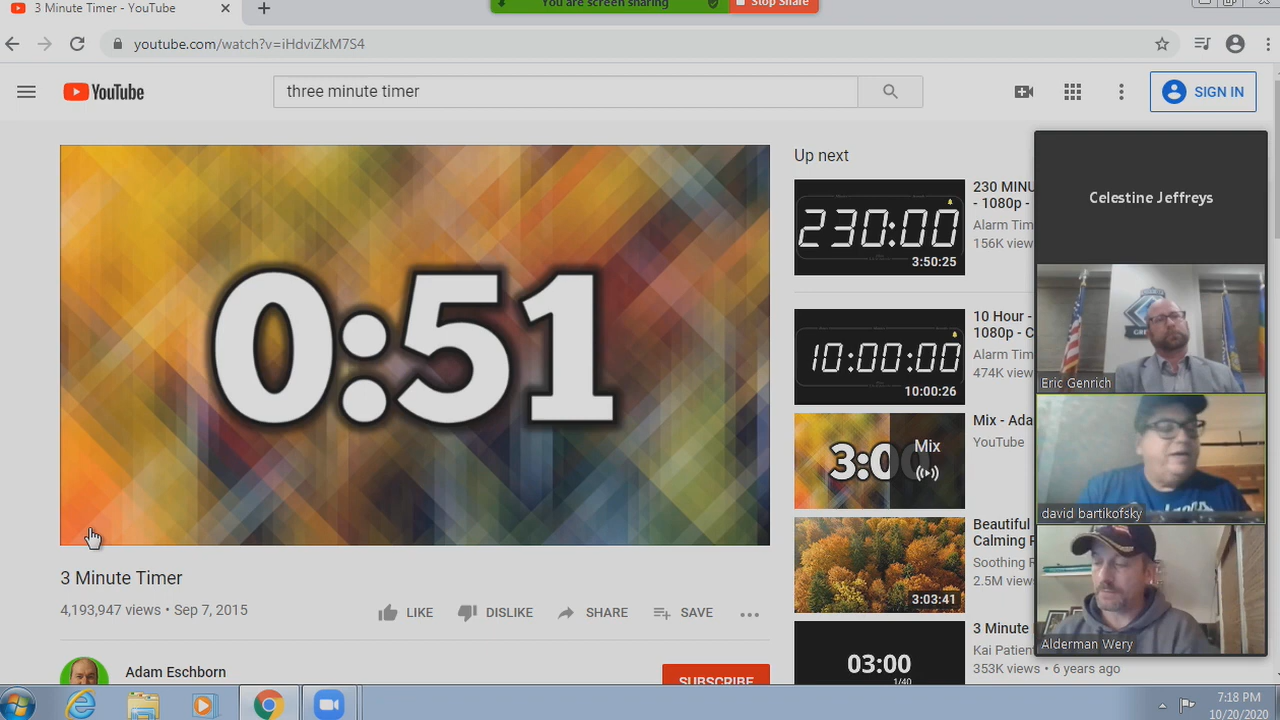 3 Minute Timer - YouTube
You are screen sharing
Stop Share
youtube.com/watch?v=iHdviZkM7S4
YouTube
three minute timer
SIGN IN
0:51
Up next
230:00
3:50:25
230 MINU
- 1080p -
Alarm Tim
156K view
10:00:00
10:00:26
10 Hour -
1080p - C
Alarm Tim
474K view
3:0
Mix
Mix - Ada
YouTube
3:03:41
Beautiful
Calming R
Soothing R
2.5M view
03:00
1/40
3 Minute
Kai Patien
353K views • 6 years ago
3 Minute Timer
4,193,947 views • Sep 7, 2015
LIKE
DISLIKE
SHARE
SAVE
Adam Eschborn
SUBSCRIBE
Celestine Jeffreys
Eric Genrich
david bartikofsky
Alderman Wery
7:18 PM
10/20/2020